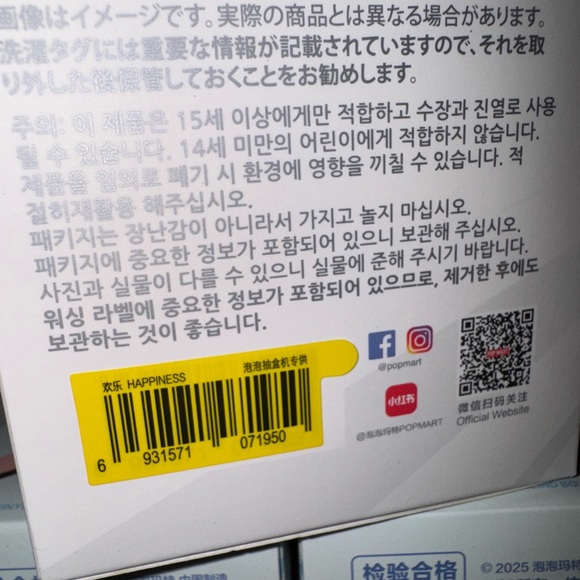 画像はイメージです。実際の商品とは異なる場合があります。
洗濯タグには重要な情報が記載されていますので、それを取
り外した後保管しておくことをお勧めします。
주의: 이 제품은 15세 이상에게만 적합하고 수장과 진열로 사용
될 수 있습니다. 14세 미만의 어린이에게 적합하지 않습니다.
제품을 임의로 폐기 시 환경에 영향을 끼칠 수 있습니다. 적
절히재활용 해주십시오.
패키지는 장난감이 아니라서 가지고 놀지 마십시오.
패키지에 중요한 정보가 포함되어 있으니 보관해 주십시오.
사진과 실물이 다를 수 있으니 실물에 준해 주시기 바랍니다.
워싱 라벨에 중요한 정보가 포함되어 있으므로, 제거한 후에도
보관하는 것이 좋습니다.
欢乐 HAPPINESS 泡泡抽盒机专供
6 931571 071950
@popmart
小红书
@泡泡玛特POPMART
微信扫码关注
Official Website
中国制造
检验合格
© 2025 泡泡玛